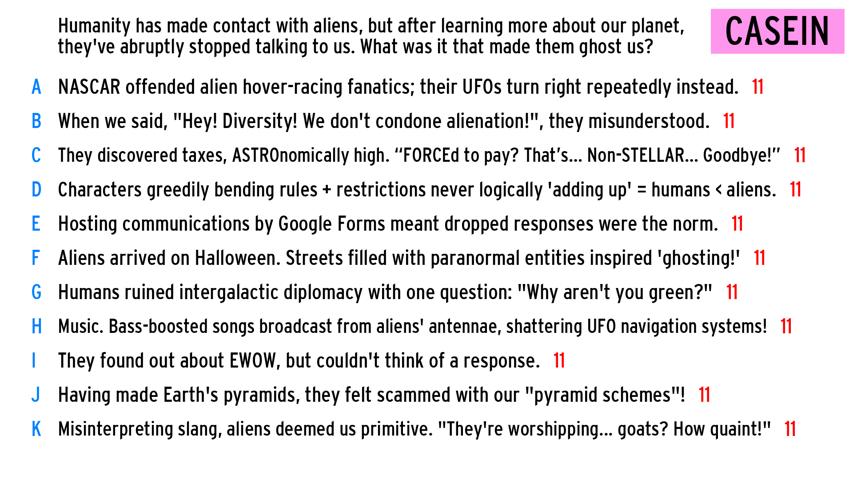 Humanity has made contact with aliens, but after learning more about our planet,
they've abruptly stopped talking to us. What was it that made them ghost us?
CASEIN
A NASCAR offended alien hover-racing fanatics; their UFOs turn right repeatedly instead. 11
B When we said, "Hey! Diversity! We don't condone alienation!", they misunderstood. 11
C They discovered taxes, ASTROnomically high. “FORCEd to pay? That’s... Non-STELLAR... Goodbye!” 11
D Characters greedily bending rules + restrictions never logically 'adding up' = humans < aliens. 11
E Hosting communications by Google Forms meant dropped responses were the norm. 11
F Aliens arrived on Halloween. Streets filled with paranormal entities inspired 'ghosting!' 11
G Humans ruined intergalactic diplomacy with one question: "Why aren't you green?" 11
H Music. Bass-boosted songs broadcast from aliens' antennae, shattering UFO navigation systems! 11
I They found out about EWOW, but couldn't think of a response. 11
J Having made Earth's pyramids, they felt scammed with our "pyramid schemes"! 11
K Misinterpreting slang, aliens deemed us primitive. "They're worshipping... goats? How quaint!" 11